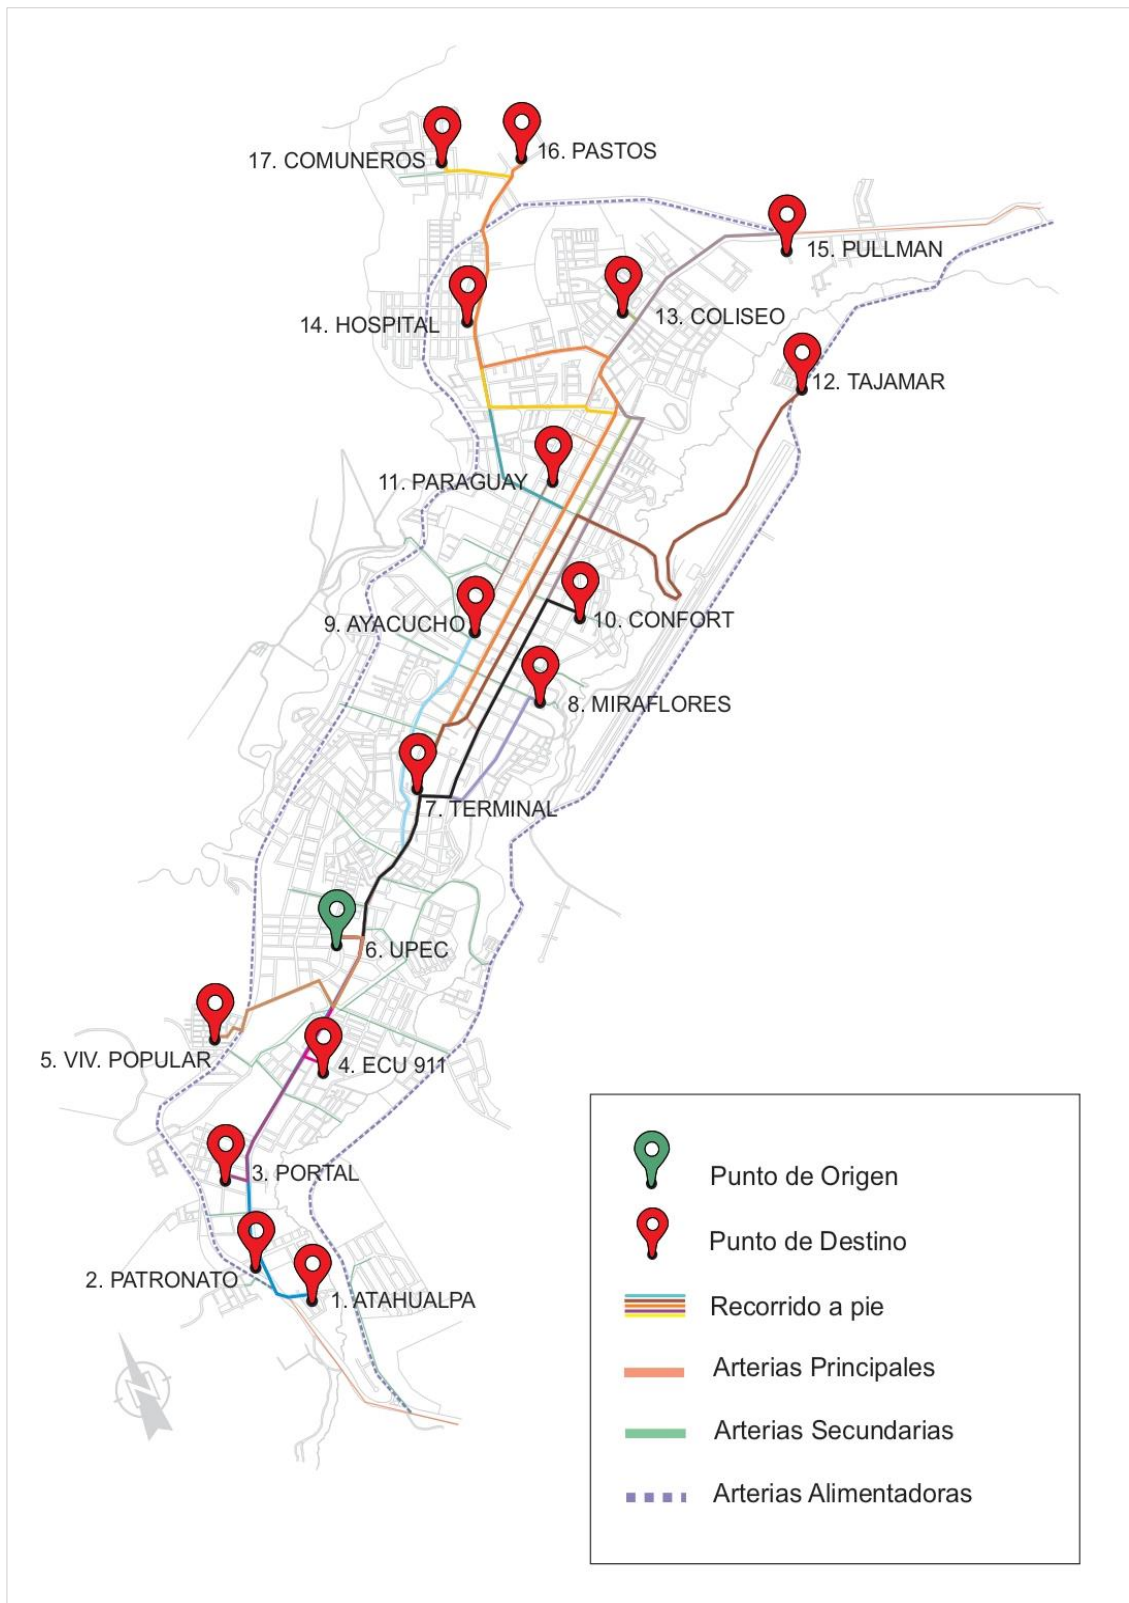 16. PASTOS
17. COMUNEROS
15. PULLMAN
13. COLISEO
14. HOSPITAL
12. TAJAMAR
11. PARAGUAY
10. CONFORT
9. AYACUCHO
8. MIRAFLORES
7. TERMINAL
6. UPEC
5. VIV. POPULAR
4. ECU 911
3. PORTAL
2. PATRONATO
1. ATAHUALPA
Punto de Origen
Punto de Destino
Recorrido a pie
Arterias Principales
Arterias Secundarias
Arterias Alimentadoras